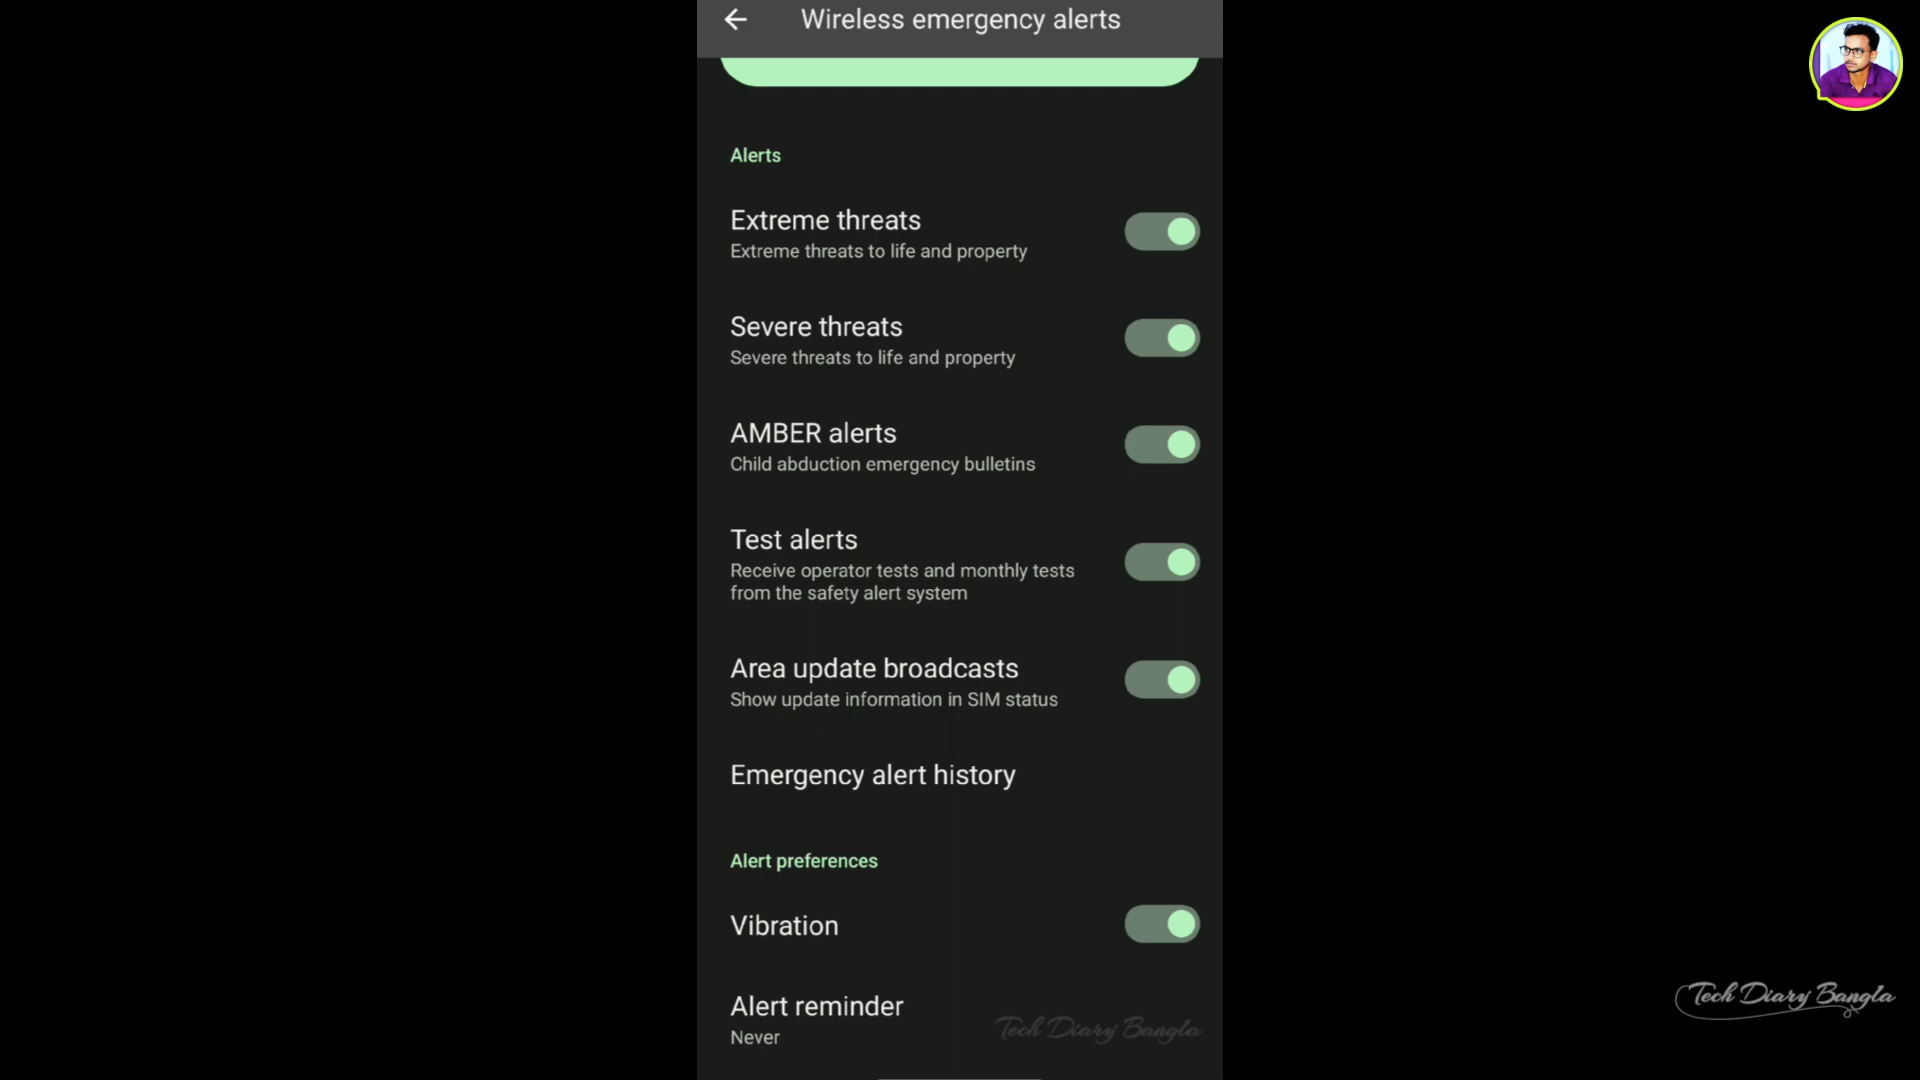 Wireless emergency alerts
Alerts
Extreme threats
Extreme threats to life and property
Severe threats
Severe threats to life and property
AMBER alerts
Child abduction emergency bulletins
Test alerts
Receive operator tests and monthly tests
from the safety alert system
Area update broadcasts
Show update information in SIM status
Emergency alert history
Alert preferences
Vibration
Alert reminder
Never
Tech Diary Bangla
Tech Diary Bangla